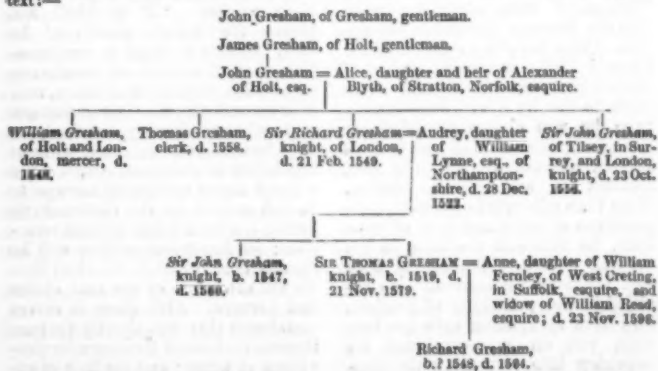 text:—
John Gresham, of Gresham, gentleman.
James Gresham, of Holt, gentleman.
John Gresham = Alice, daughter and heir of Alexander
of Holt, esq. Blyth, of Stratton, Norfolk, esquire.
William Gresham,
of Holt and Lon-
don, mercer, d.
1548.
Thomas Gresham,
clerk, d. 1558.
Sir Richard Gresham=
knight, of London,
d. 21 Feb. 1549.
Audrey, daughter
of William
Lynne, esq., of
Northampton-
shire, d. 28 Dec.
1522.
Sir John Gresham,
of Titsey, in Sur-
rey, and London,
knight, d. 23 Oct.
1556.
Sir John Gresham,
knight, b. 1547,
d. 1560.
SIR THOMAS GRESHAM =
knight, b. 1519, d.
21 Nov. 1579.
Anne, daughter of William
Fernley, of West Creting,
in Suffolk, esquire, and
widow of William Read,
esquire; d. 23 Nov. 1596.
Richard Gresham,
b.? 1548, d. 1564.